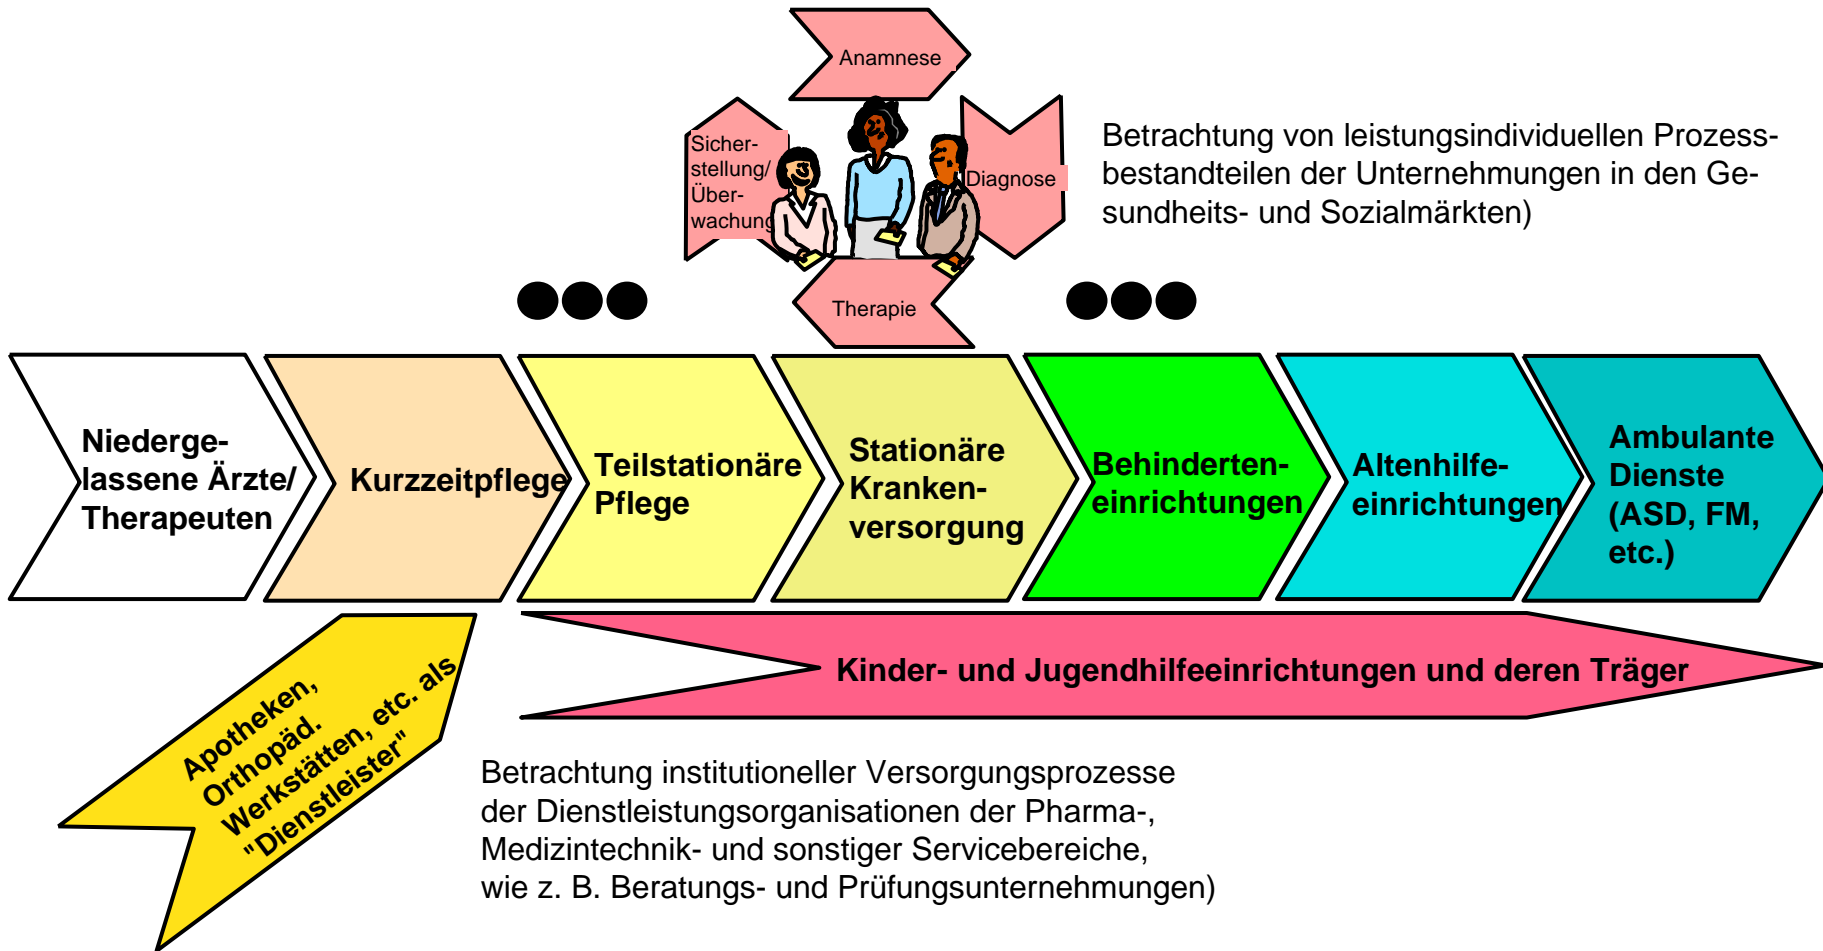 Anamnese
Sicher-
stellung/
Über-
wachung
Diagnose
Therapie
Betrachtung von leistungsindividuellen Prozess-
bestandteilen der Unternehmungen in den Ge-
sundheits- und Sozialmärkten)
Niederge-
lassene Ärzte/
Therapeuten
Kurzzeitpflege
Teilstationäre
Pflege
Stationäre
Kranken-
versorgung
Behinderten-
einrichtungen
Altenhilfe-
einrichtungen
Ambulante
Dienste
(ASD, FM,
etc.)
Kinder- und Jugendhilfeeinrichtungen und deren Träger
Apotheken,
Orthopäd.
Werkstätten, etc. als
"Dienstleister"
Betrachtung institutioneller Versorgungsprozesse
der Dienstleistungsorganisationen der Pharma-,
Medizintechnik- und sonstiger Servicebereiche,
wie z. B. Beratungs- und Prüfungsunternehmungen)